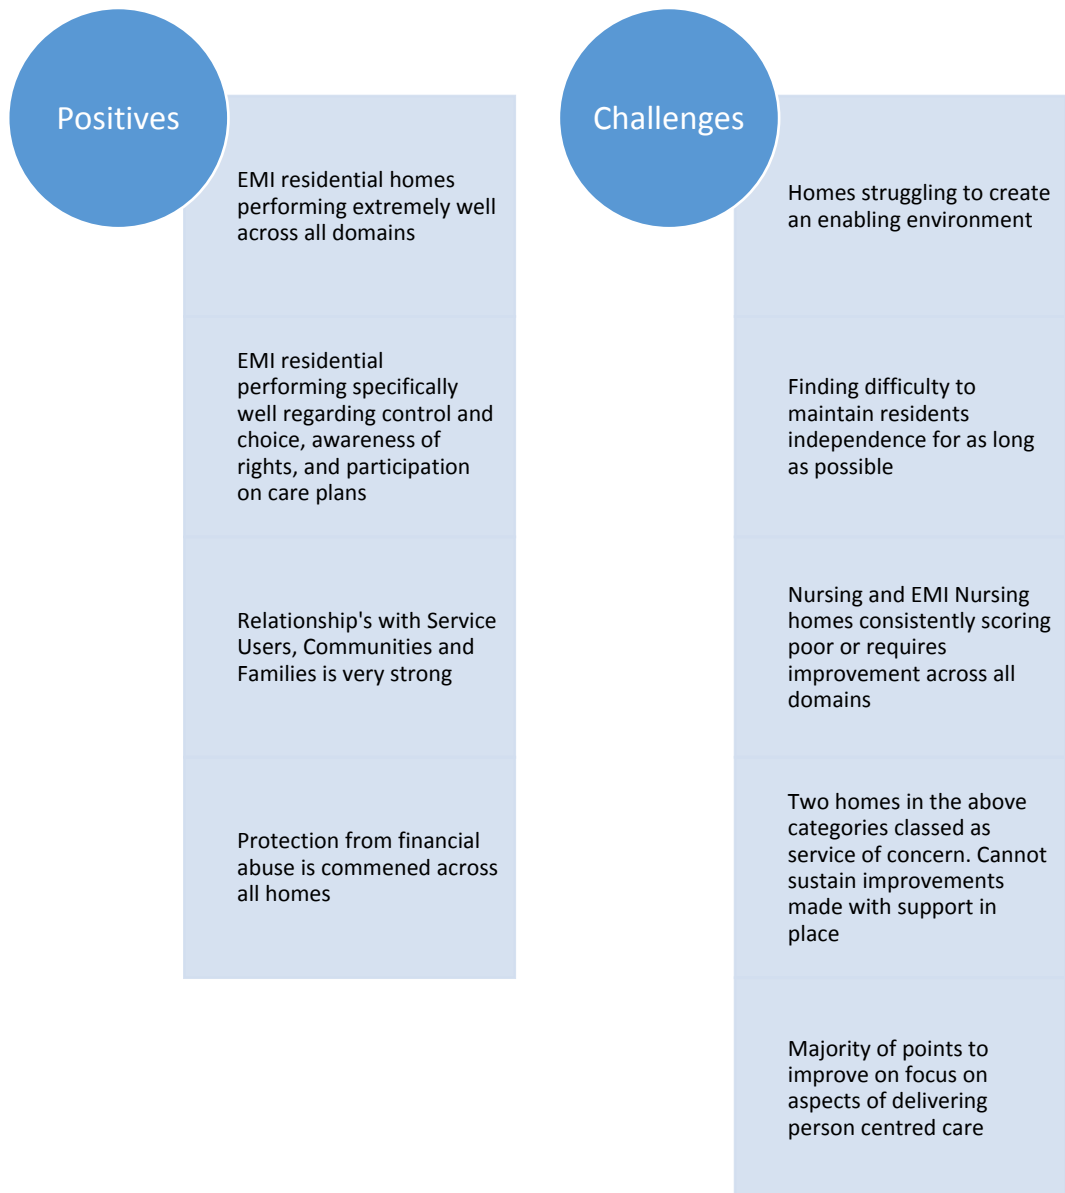 Positives
EMI residential homes
performing extremely well
across all domains
EMI residential
performing specifically
well regarding control and
choice, awareness of
rights, and participation
on care plans
Relationship's with Service
Users, Communities and
Families is very strong
Protection from financial
abuse is commened across
all homes
Challenges
Homes struggling to create
an enabling environment
Finding difficulty to
maintain residents
independence for as long
as possible
Nursing and EMI Nursing
homes consistently scoring
poor or requires
improvement across all
domains
Two homes in the above
categories classed as
service of concern. Cannot
sustain improvements
made with support in
place
Majority of points to
improve on focus on
aspects of delivering
person centred care